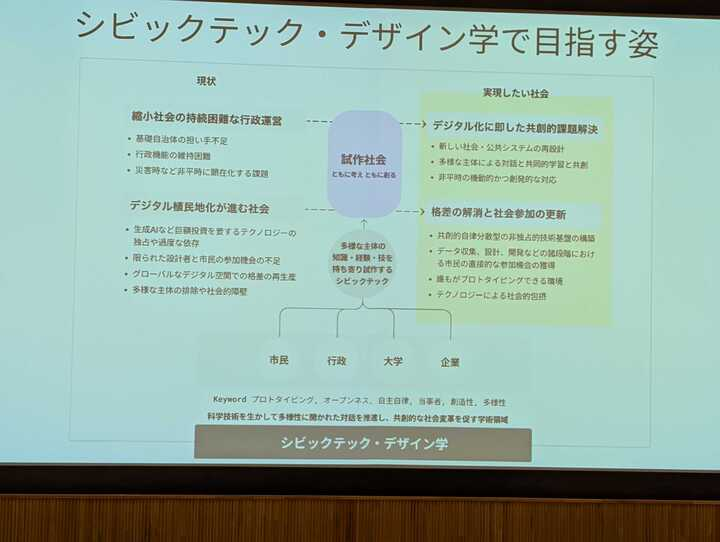 シビックテック・デザイン学で目指す姿
現状
縮小社会の持続困難な行政運営
• 基礎自治体の担い手不足
• 行政機能の維持困難
• 災害時など非平時に顕在化する課題
デジタル植民地化が進む社会
• 生成AIなど巨額投資を要するテクノロジーの
独占や過度な依存
• 限られた設計者と市民の参加機会の不足
• グローバルなデジタル空間での格差の再生産
• 多様な主体の排除や社会的障壁
試作社会
ともに考え ともに創る
多様な主体の
知識・経験・技を
持ち寄り試作する
シビックテック
実現したい社会
デジタル化に即した共創的課題解決
• 新しい社会・公共システムの再設計
• 多様な主体による対話と共同的学習と共創
• 非平時の機動的かつ創発的な対応
格差の解消と社会参加の更新
• 共創的自律分散型の非独占的技術基盤の構築
• データ収集、設計、開発などの諸段階におけ
る市民の直接的な参加機会の獲得
• 誰もがプロトタイピングできる環境
• テクノロジーによる社会的包摂
市民
行政
大学
企業
Keyword プロトタイピング, オープンネス, 自主自律, 当事者, 創造性, 多様性
科学技術を生かして多様性に開かれた対話を推進し、共創的な社会変革を促す学術領域
シビックテック・デザイン学